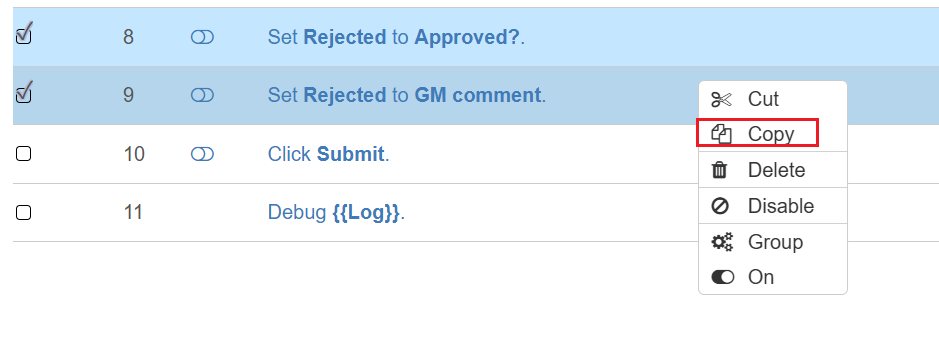 8 Set Rejected to Approved?.
9 Set Rejected to GM comment.
Cut
Copy
10 Click Submit.
Delete
Disable
11 Debug {{Log}}.
Group
On